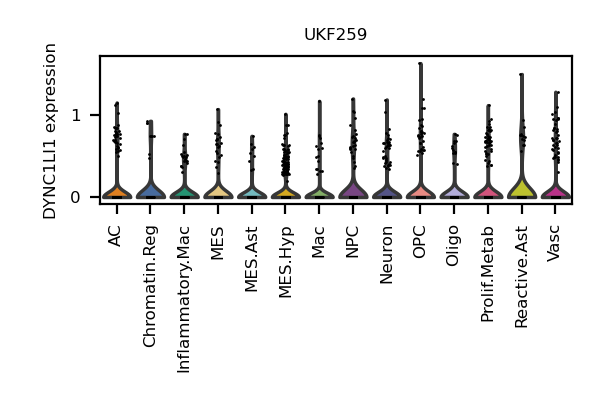 UKF259
DYNC1LI1 expression
1
0
AC
Chromatin.Reg
Inflammatory.Mac
MES
MES.Ast
MES.Hyp
Mac
NPC
Neuron
OPC
Oligo
Prolif.Metab
Reactive.Ast
Vasc